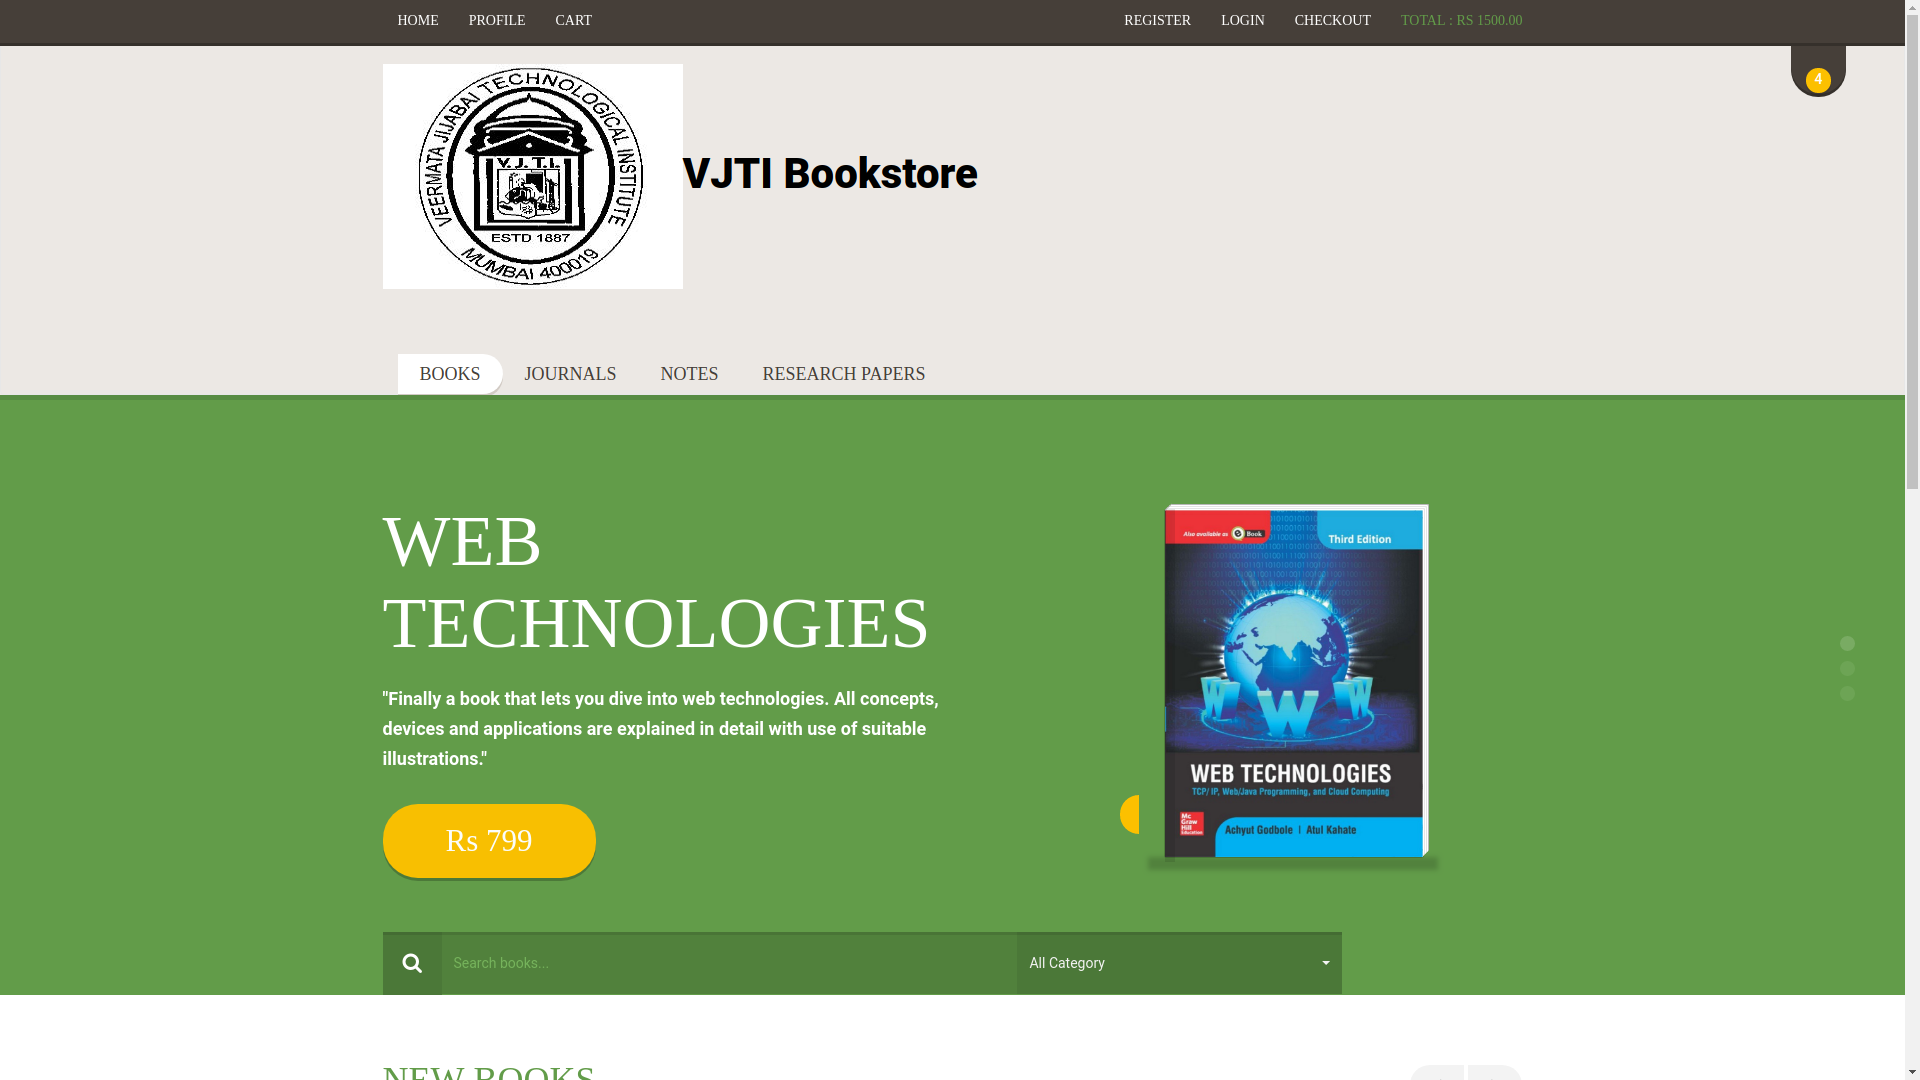 HOME PROFILE CART REGISTER LOGIN CHECKOUT TOTAL : RS 1500.00
4
VEERMATA JIJABAI TECHNOLOGICAL INSTITUTE
V.J.T.I.
ESTD 1887
MUMBAI 400019
VJTI Bookstore
BOOKS JOURNALS NOTES RESEARCH PAPERS
WEB
TECHNOLOGIES
"Finally a book that lets you dive into web technologies. All concepts,
devices and applications are explained in detail with use of suitable
illustrations."
Rs 799
Also available as e Book
Third Edition
W W W
WEB TECHNOLOGIES
TCP/ IP, Web/Java Programming, and Cloud Computing
Mc
Graw
Hill
Education
Achyut Godbole | Atul Kahate
Search books...
All Category
NEW BOOKS